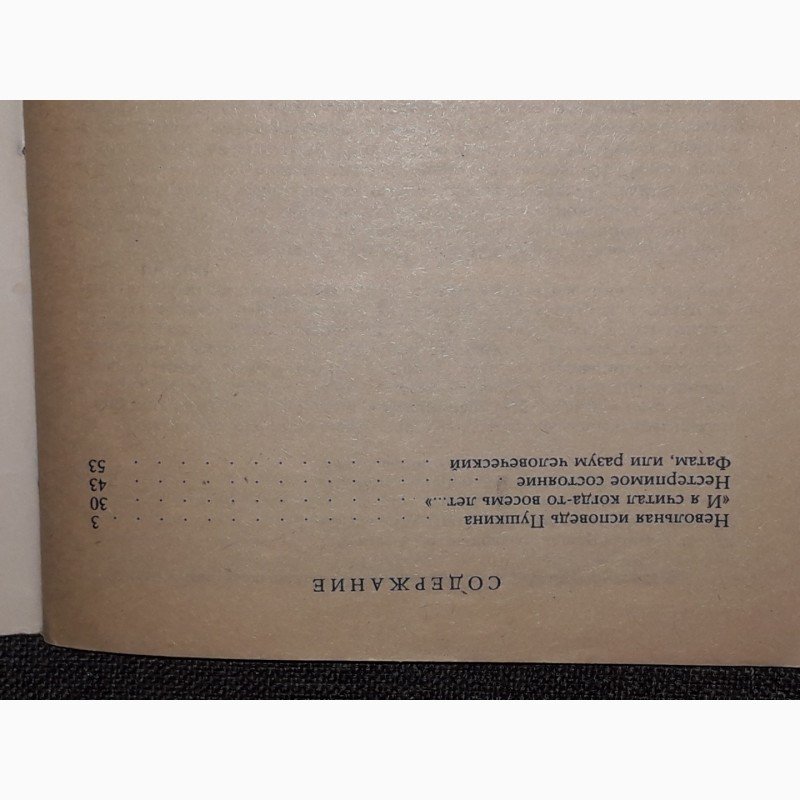 СОДЕРЖАНИЕ
Невольная исповедь Пушкина . . . . . . . . . . . . . . 3
«И я считал когда-то восемь лет...» . . . . . . . . . . . . 30
Нестерпимое состояние . . . . . . . . . . . . . . . 43
Фатам, или разум человеческий . . . . . . . . . . . . . 53